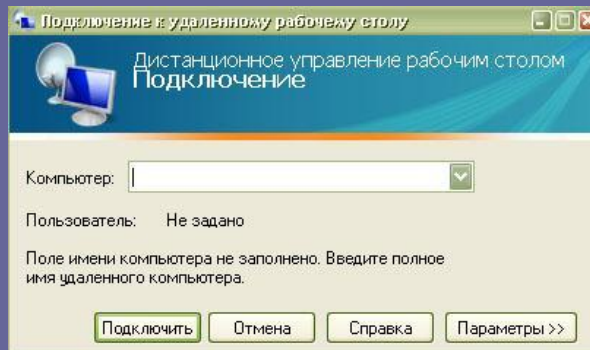 Подключение к удаленному рабочему столу
Дистанционное управление рабочим столом
Подключение
Компьютер:
Пользователь: Не задано
Поле имени компьютера не заполнено. Введите полное
имя удаленного компьютера.
Подключить Отмена Справка Параметры >>